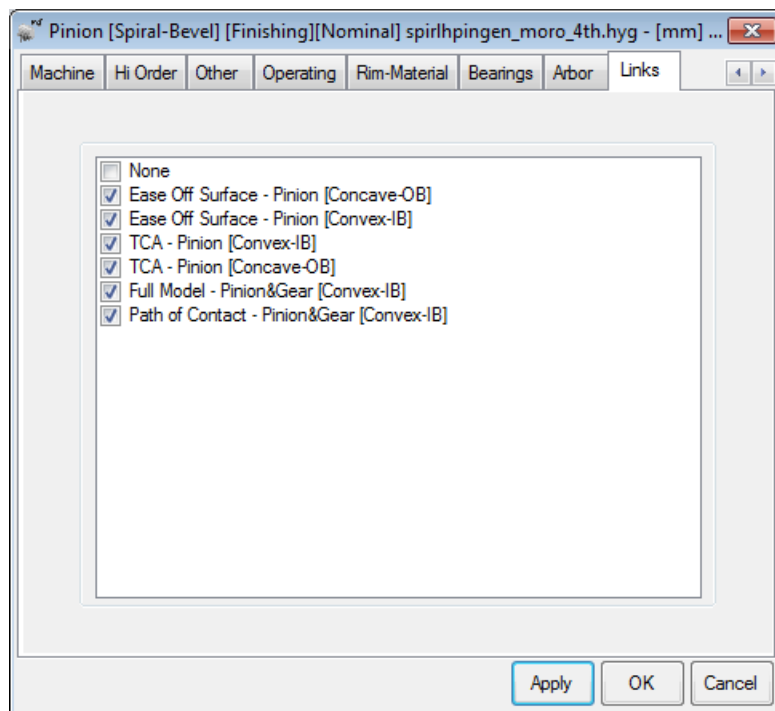 Pinion [Spiral-Bevel] [Finishing][Nominal] spirlhpingen_moro_4th.hyg - [mm] ...
Machine Hi Order Other Operating Rim-Material Bearings Arbor Links
None
Ease Off Surface - Pinion [Concave-OB]
Ease Off Surface - Pinion [Convex-IB]
TCA - Pinion [Convex-IB]
TCA - Pinion [Concave-OB]
Full Model - Pinion&Gear [Convex-IB]
Path of Contact - Pinion&Gear [Convex-IB]
Apply OK Cancel